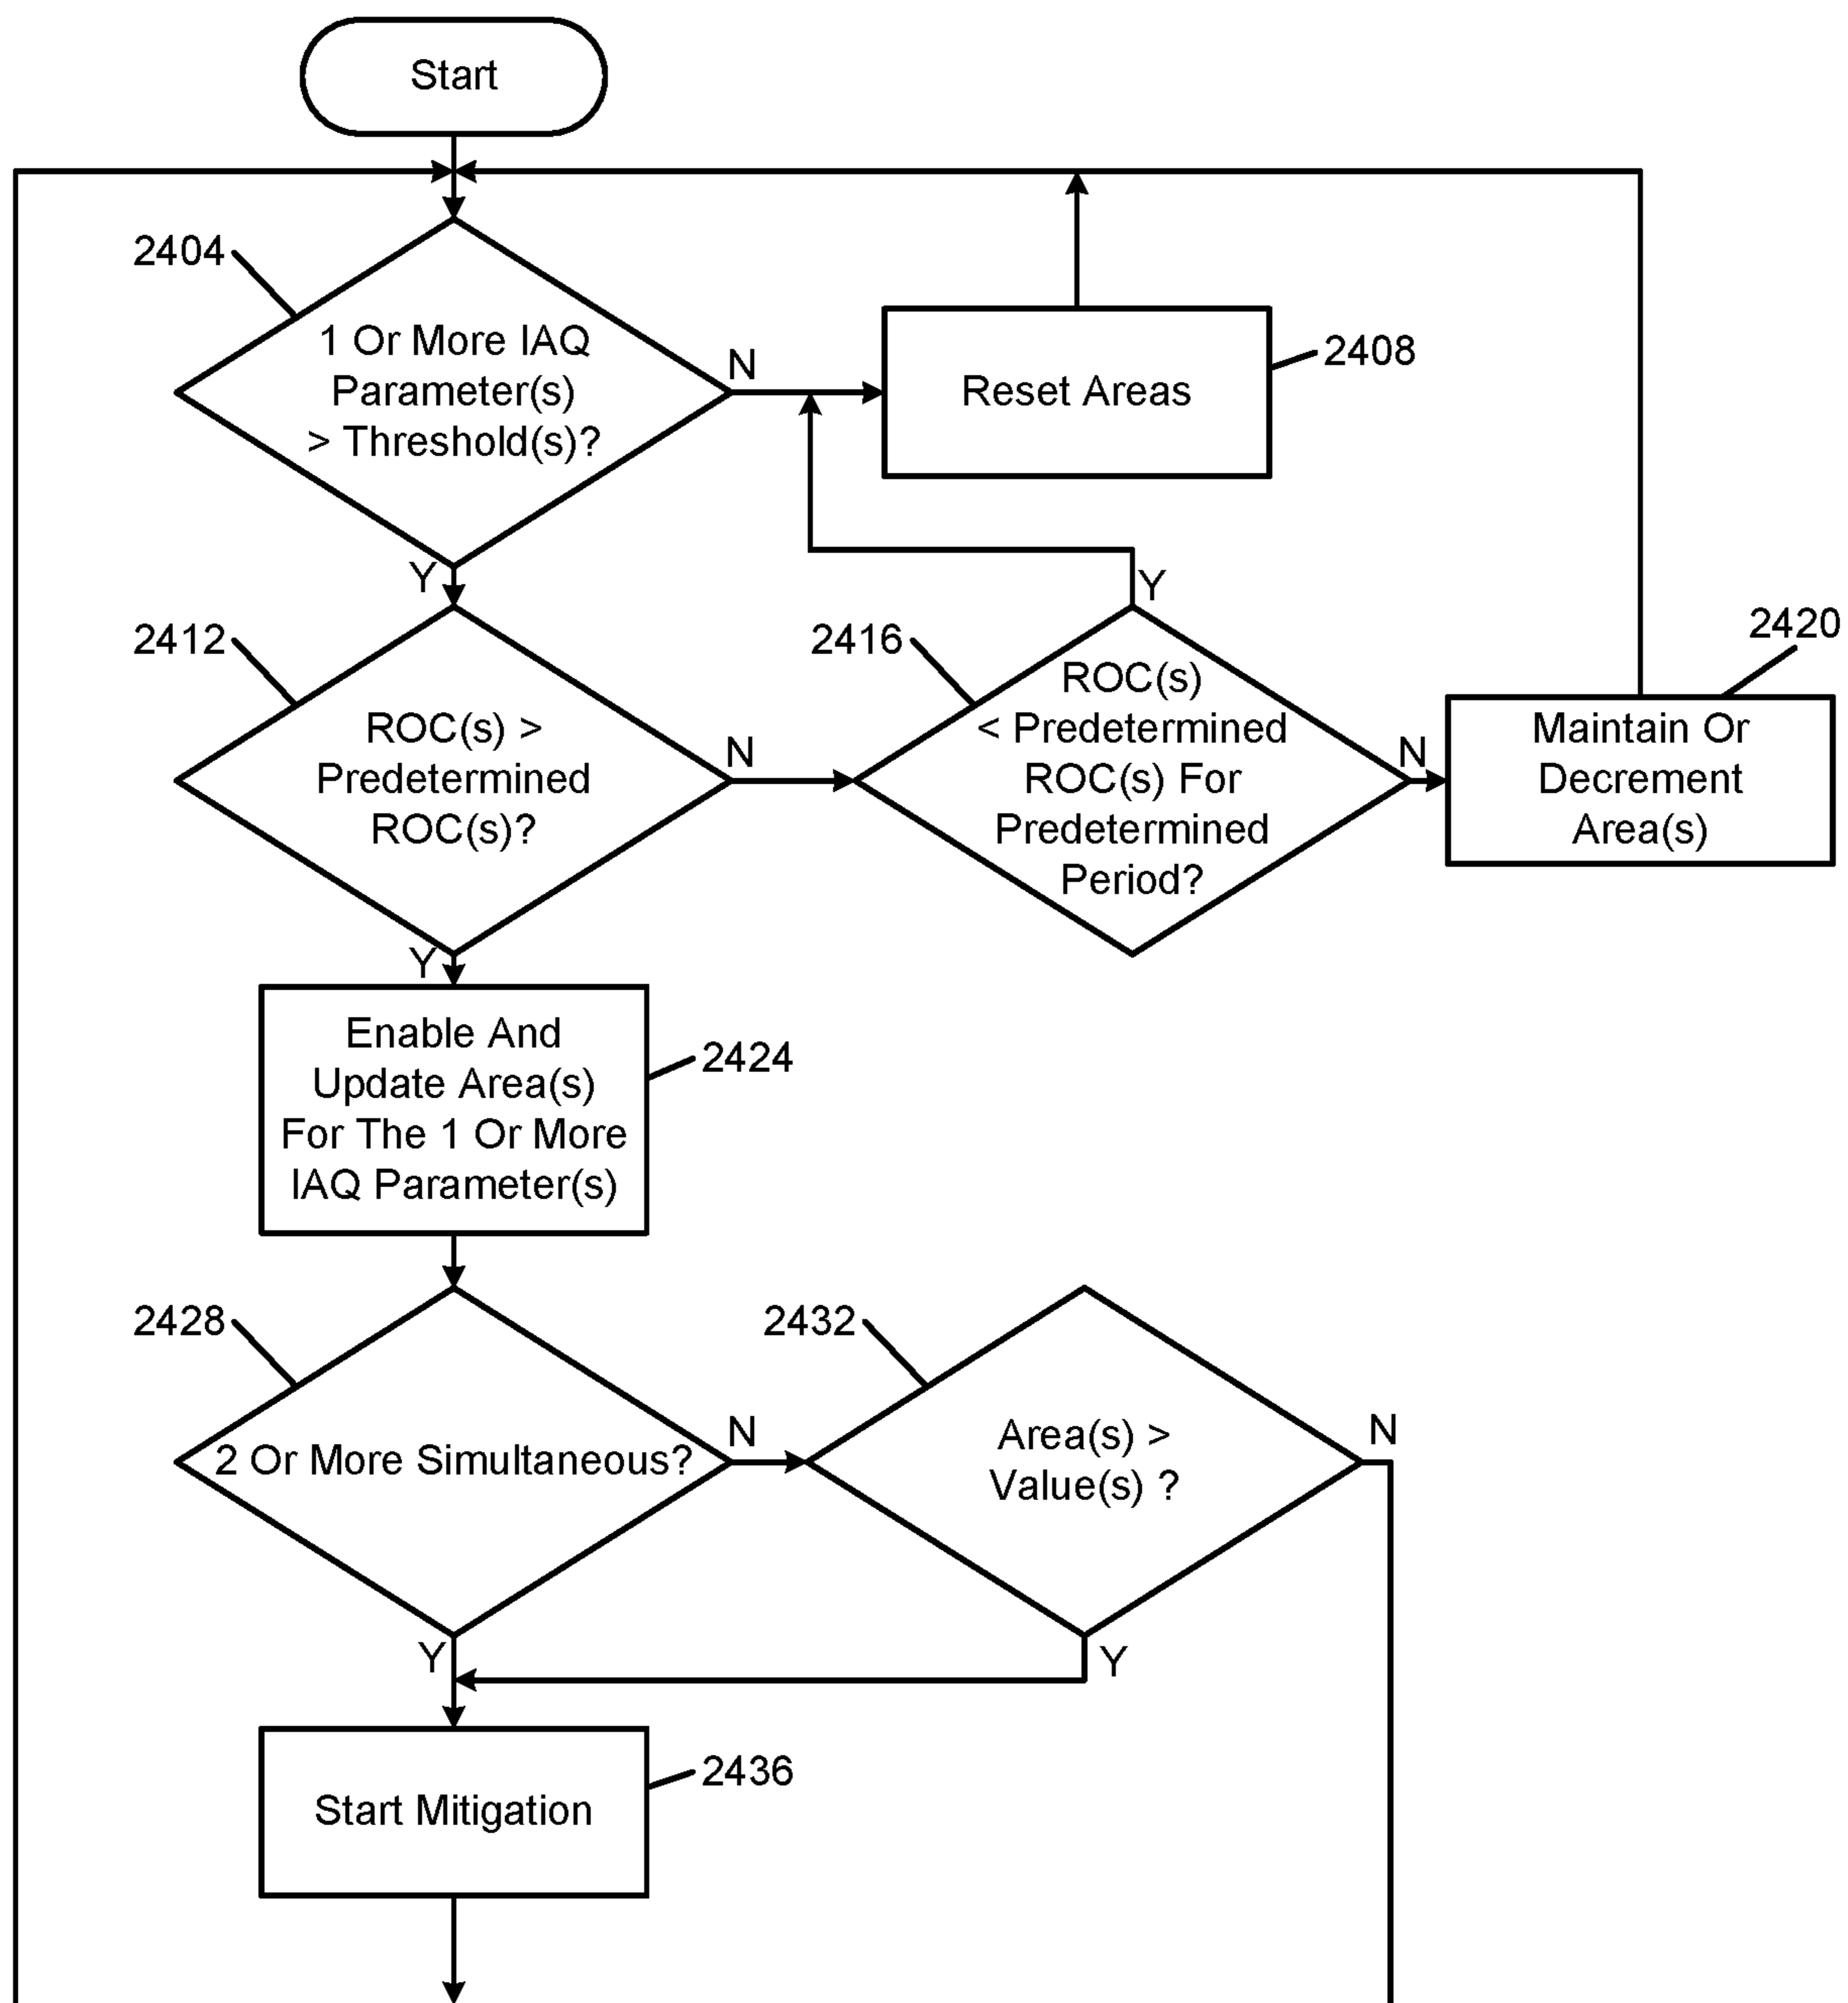 Start
2404
1 Or More IAQ
Parameter(s)
> Threshold(s)?
N
Y
Reset Areas
2408
2412
ROC(s) >
Predetermined
ROC(s)?
N
Y
2416
ROC(s)
< Predetermined
ROC(s) For
Predetermined
Period?
Y
N
2420
Maintain Or
Decrement
Area(s)
Enable And
Update Area(s)
For The 1 Or More
IAQ Parameter(s)
2424
2428
2 Or More Simultaneous?
N
Y
2432
Area(s) >
Value(s) ?
N
Y
Start Mitigation
2436